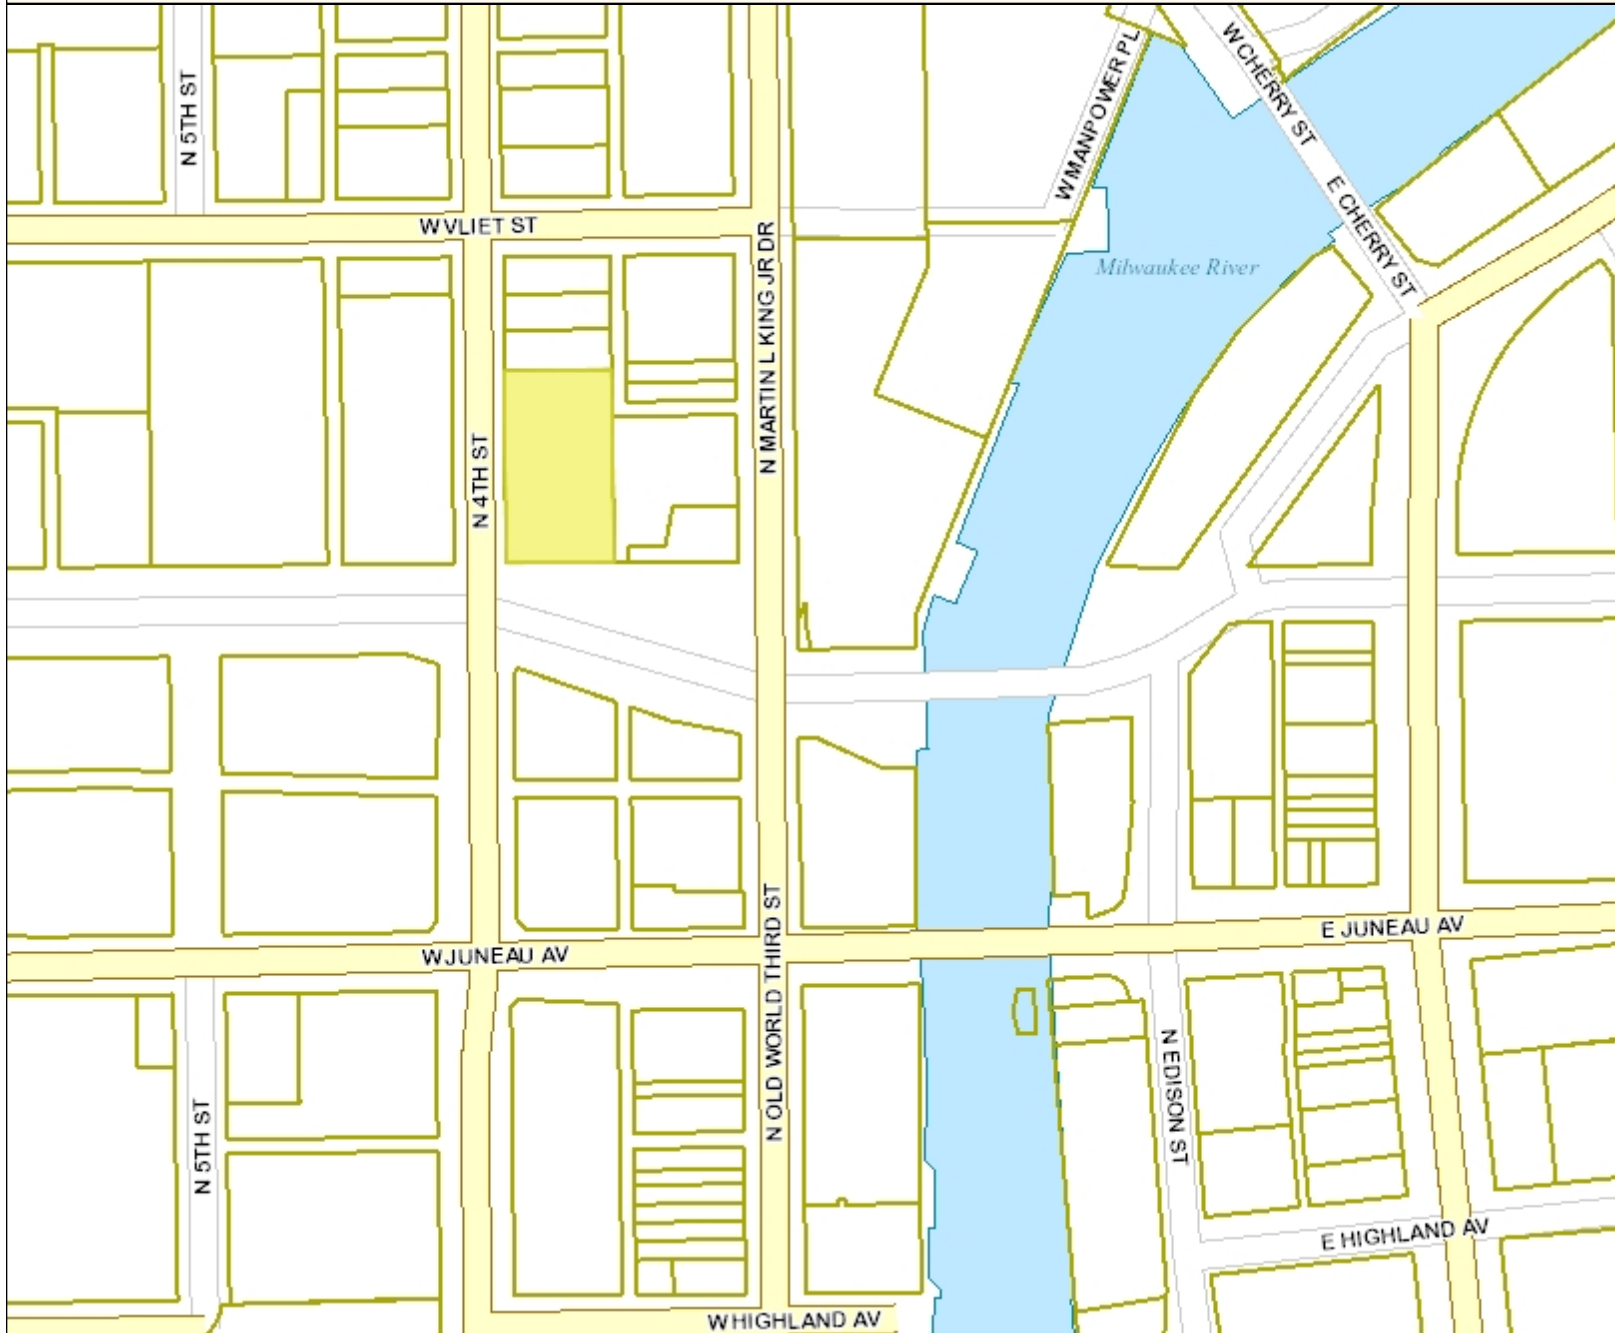 N 5TH ST
W MANPOWER PL
W CHERRY ST
E CHERRY ST
W VLIET ST
N MARTIN L KING JR DR
Milwaukee River
N 4TH ST
W JUNEAU AV
N OLD WORLD THIRD ST
E JUNEAU AV
N 5TH ST
N EDISON ST
E HIGHLAND AV
W HIGHLAND AV